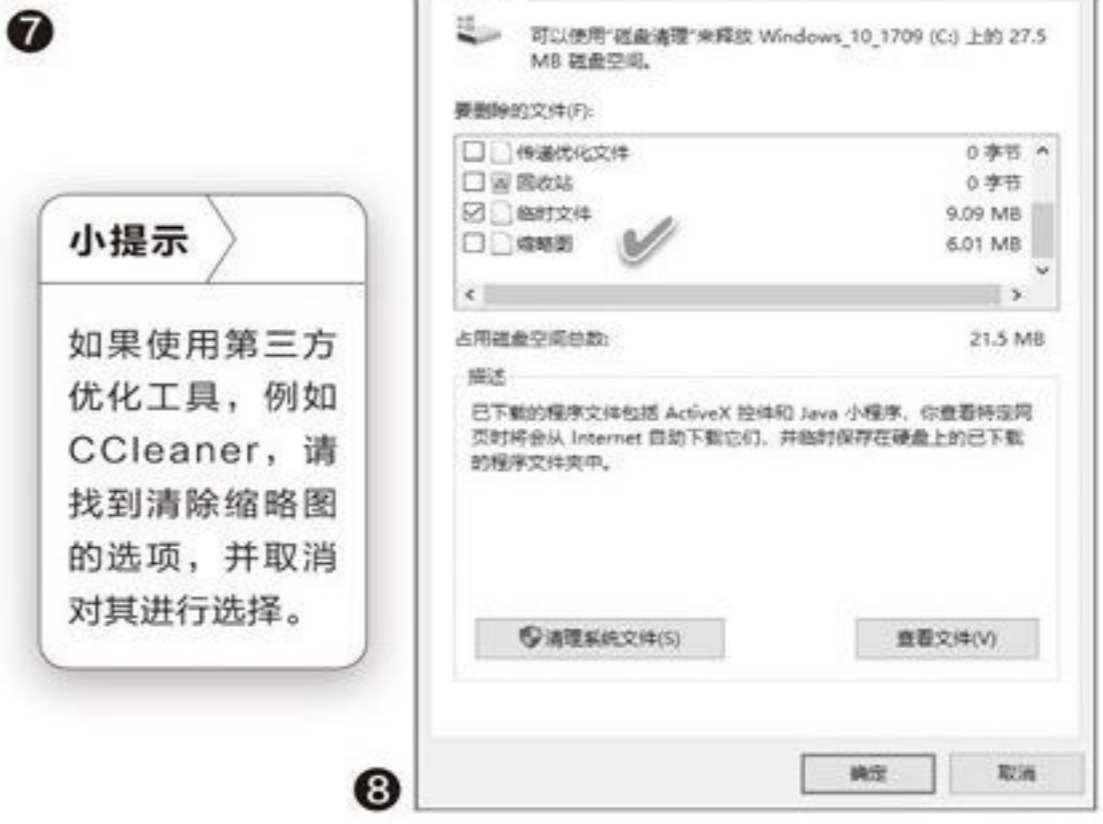 ❼
小提示
如果使用第三方
优化工具，例如
CCleaner，请
找到清除缩略图
的选项，并取消
对其进行选择。
可以使用“磁盘清理”来释放 Windows_10_1709 (C:) 上的 27.5
MB 磁盘空间。
要删除的文件(F):
传递优化文件 0 字节
回收站 0 字节
临时文件 9.09 MB
缩略图 6.01 MB
占用磁盘空间总数: 21.5 MB
描述
已下载的程序文件包括 ActiveX 控件和 Java 小程序，你查看特定网
页时将会从 Internet 自动下载它们，并临时保存在硬盘上的已下载
的程序文件夹中。
清理系统文件(S) 查看文件(V)
确定 取消
❽